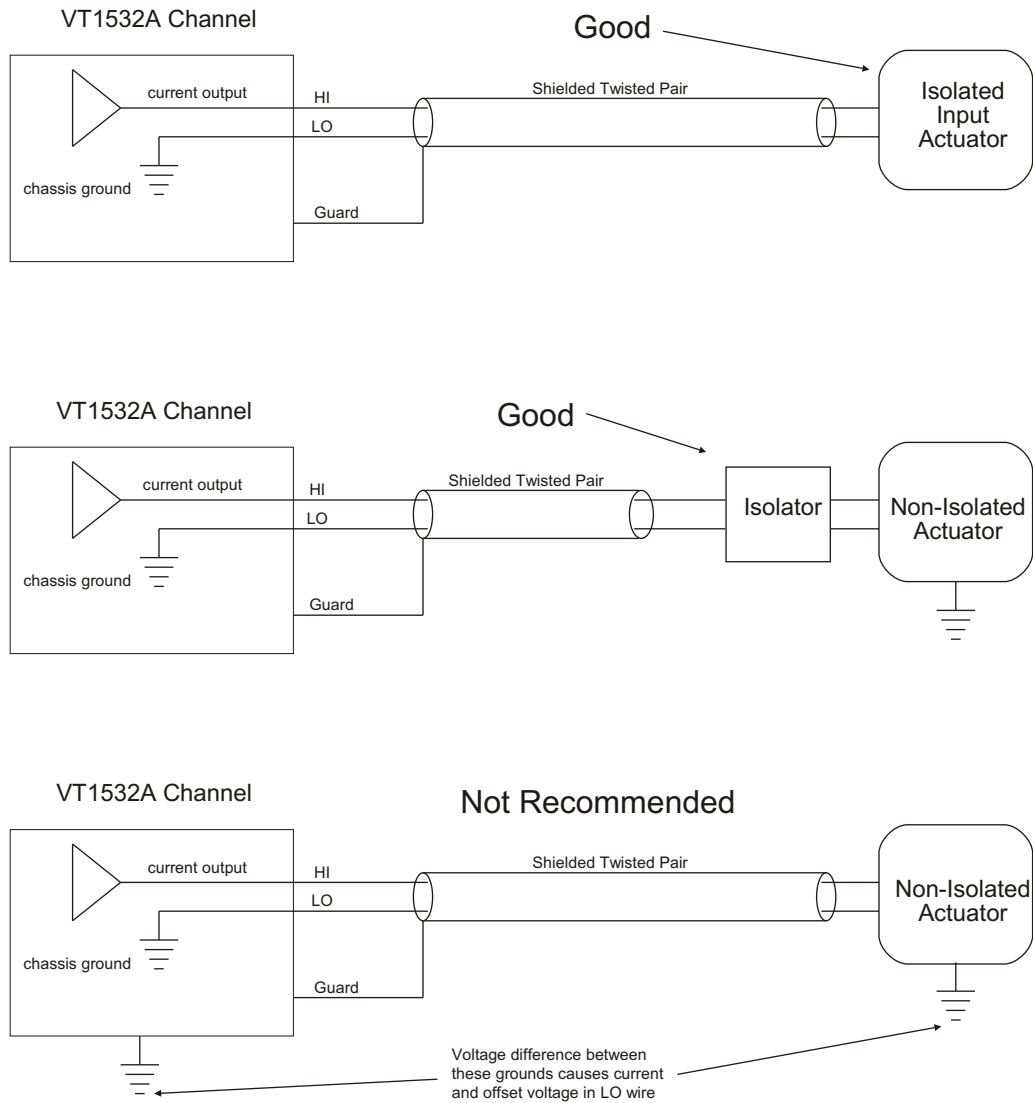 VT1532A Channel
Good
current output
HI
Shielded Twisted Pair
Isolated
Input
Actuator
LO
chassis ground
Guard
VT1532A Channel
Good
current output
HI
Shielded Twisted Pair
Isolator
Non-Isolated
Actuator
LO
chassis ground
Guard
VT1532A Channel
Not Recommended
current output
HI
Shielded Twisted Pair
Non-Isolated
Actuator
LO
chassis ground
Guard
Voltage difference between
these grounds causes current
and offset voltage in LO wire